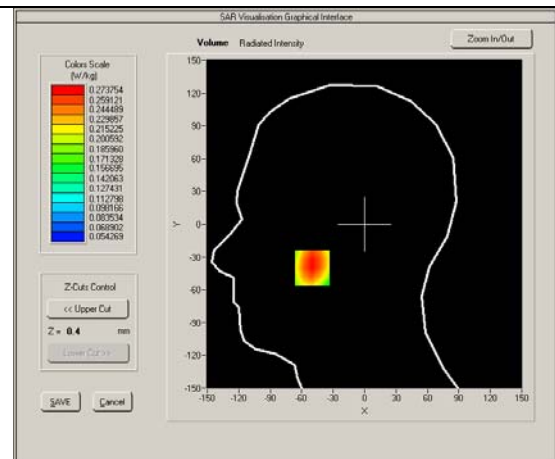 SAR Visualisation Graphical Interface
Volume Radiated Intensity
Zoom In/Out
Colors Scale
(W/kg)
0.273754
0.259121
0.244489
0.229857
0.215225
0.200592
0.185960
0.171328
0.156695
0.142063
0.127431
0.112798
0.098166
0.083534
0.068902
0.054269
Z-Cuts Control
<< Upper Cut
Z = 0.4 mm
Lower Cut >>
SAVE Cancel
150
90
30
0
-30
-60
-90
-120
-150
Y
-150 -120 -90 -60 -30 0 30 60 90 120 150
X